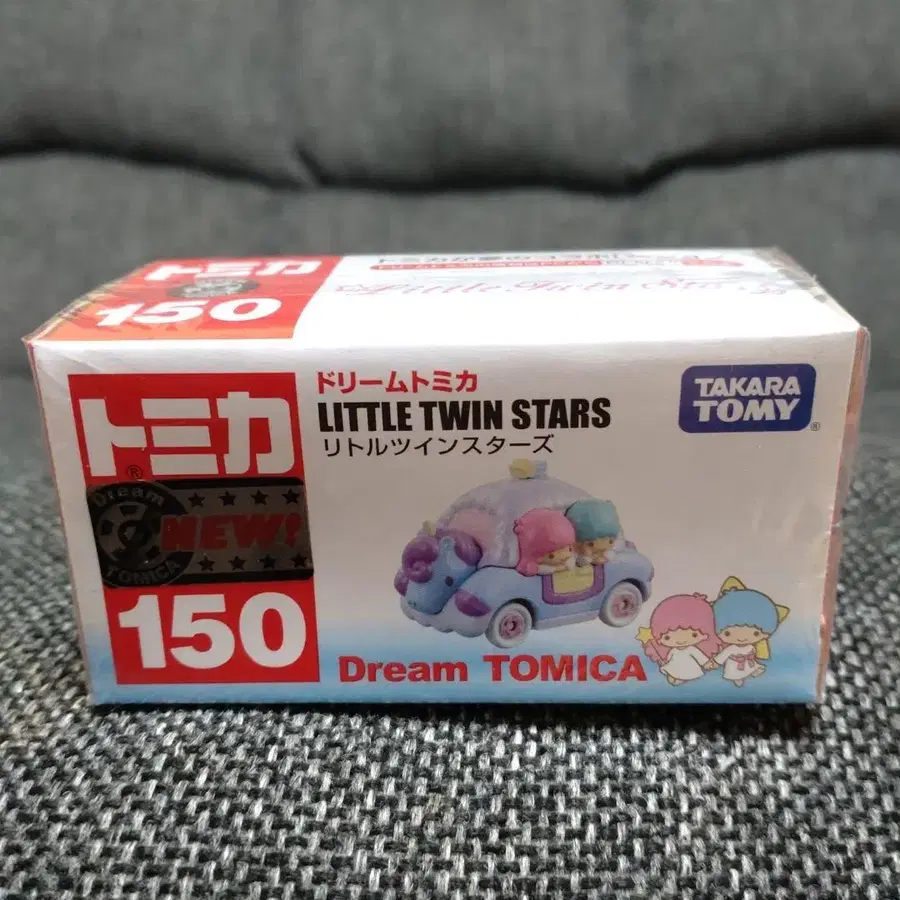 トミカ
150
トミカ
®
Dream
TOMICA
NEW!
150
ドリームトミカ
LITTLE TWIN STARS
リトルツインスターズ
TAKARA
TOMY
®
Dream TOMICA